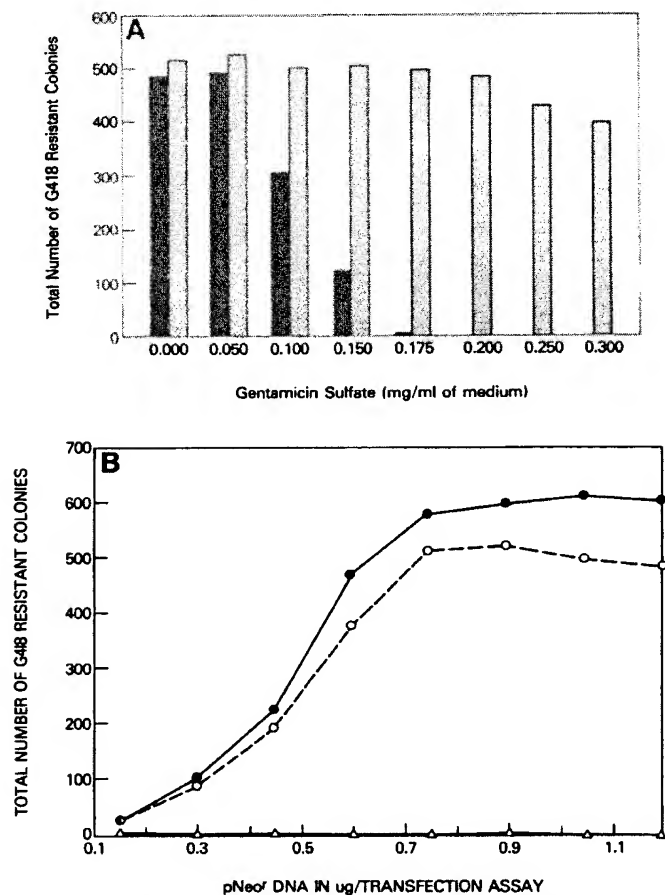 A
Total Number of G418 Resistant Colonies
600
500
400
300
200
100
0
0.000 0.050 0.100 0.150 0.175 0.200 0.250 0.300
Gentamicin Sulfate (mg/ml of medium)
B
TOTAL NUMBER OF G418 RESISTANT COLONIES
700
600
500
400
300
200
100
0
0.1 0.3 0.5 0.7 0.9 1.1
pNeoʳ DNA IN ug/TRANSFECTION ASSAY